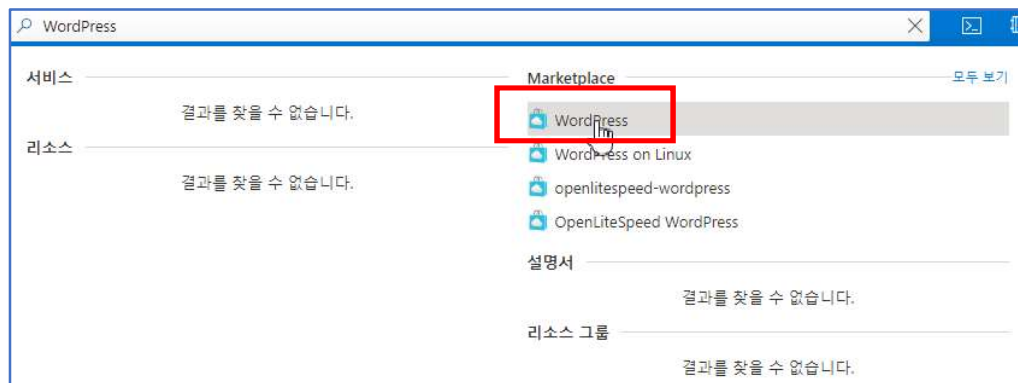 WordPress
서비스
결과를 찾을 수 없습니다.
리소스
결과를 찾을 수 없습니다.
Marketplace 모두 보기
WordPress
WordPress on Linux
openlitespeed-wordpress
OpenLiteSpeed WordPress
설명서
결과를 찾을 수 없습니다.
리소스 그룹
결과를 찾을 수 없습니다.